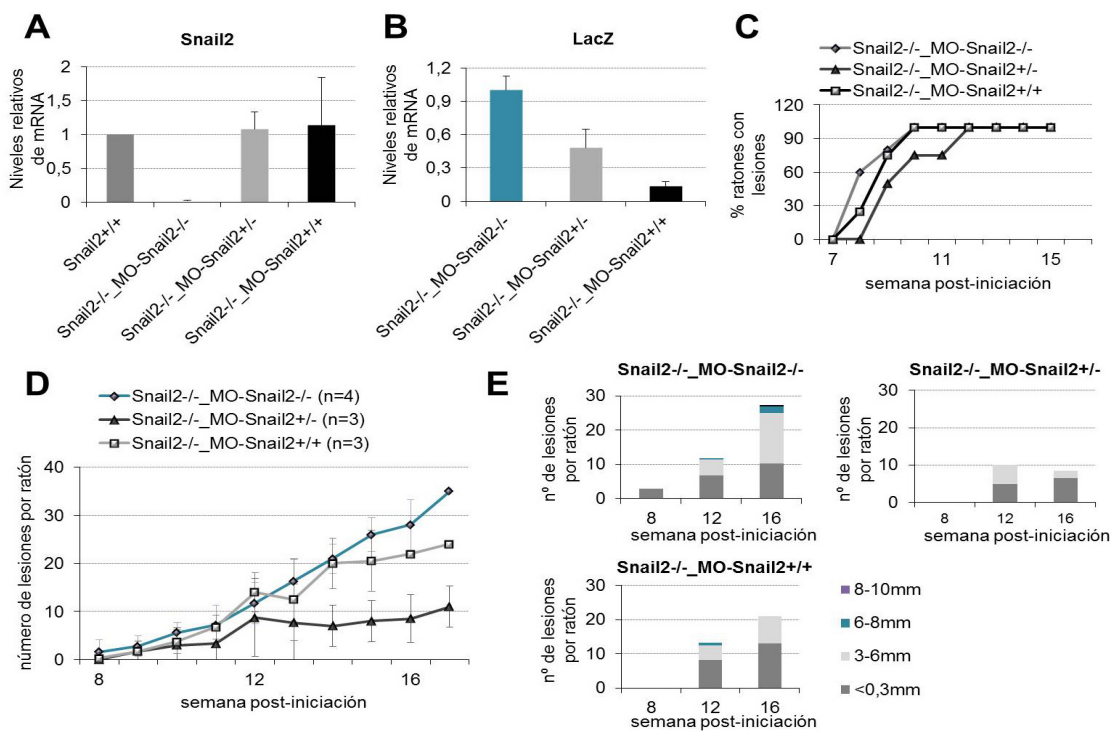 A
Snail2
Niveles relativos
de mRNA
2
1,5
1
0,5
0
Snail2+/+
Snail2-/-_MO-Snail2-/-
Snail2-/-_MO-Snail2+/-
Snail2-/-_MO-Snail2+/+
B
LacZ
Niveles relativos
de mRNA
1,2
0,9
0,6
0,3
0
Snail2-/-_MO-Snail2-/-
Snail2-/-_MO-Snail2+/-
Snail2-/-_MO-Snail2+/+
C
Snail2-/-_MO-Snail2-/-
Snail2-/-_MO-Snail2+/-
Snail2-/-_MO-Snail2+/+
% ratones con
lesiones
120
90
60
30
0
7 11 15
semana post-iniciación
D
Snail2-/-_MO-Snail2-/- (n=4)
Snail2-/-_MO-Snail2+/- (n=3)
Snail2-/-_MO-Snail2+/+ (n=3)
número de lesiones por ratón
40
30
20
10
0
8 12 16
semana post-iniciación
E
Snail2-/-_MO-Snail2-/-
nº de lesiones
por ratón
30
20
10
0
8 12 16
semana post-iniciación
Snail2-/-_MO-Snail2+/-
nº de lesiones
por ratón
30
20
10
0
8 12 16
semana post-iniciación
Snail2-/-_MO-Snail2+/+
nº de lesiones
por ratón
30
20
10
0
8 12 16
semana post-iniciación
8-10mm
6-8mm
3-6mm
<0,3mm